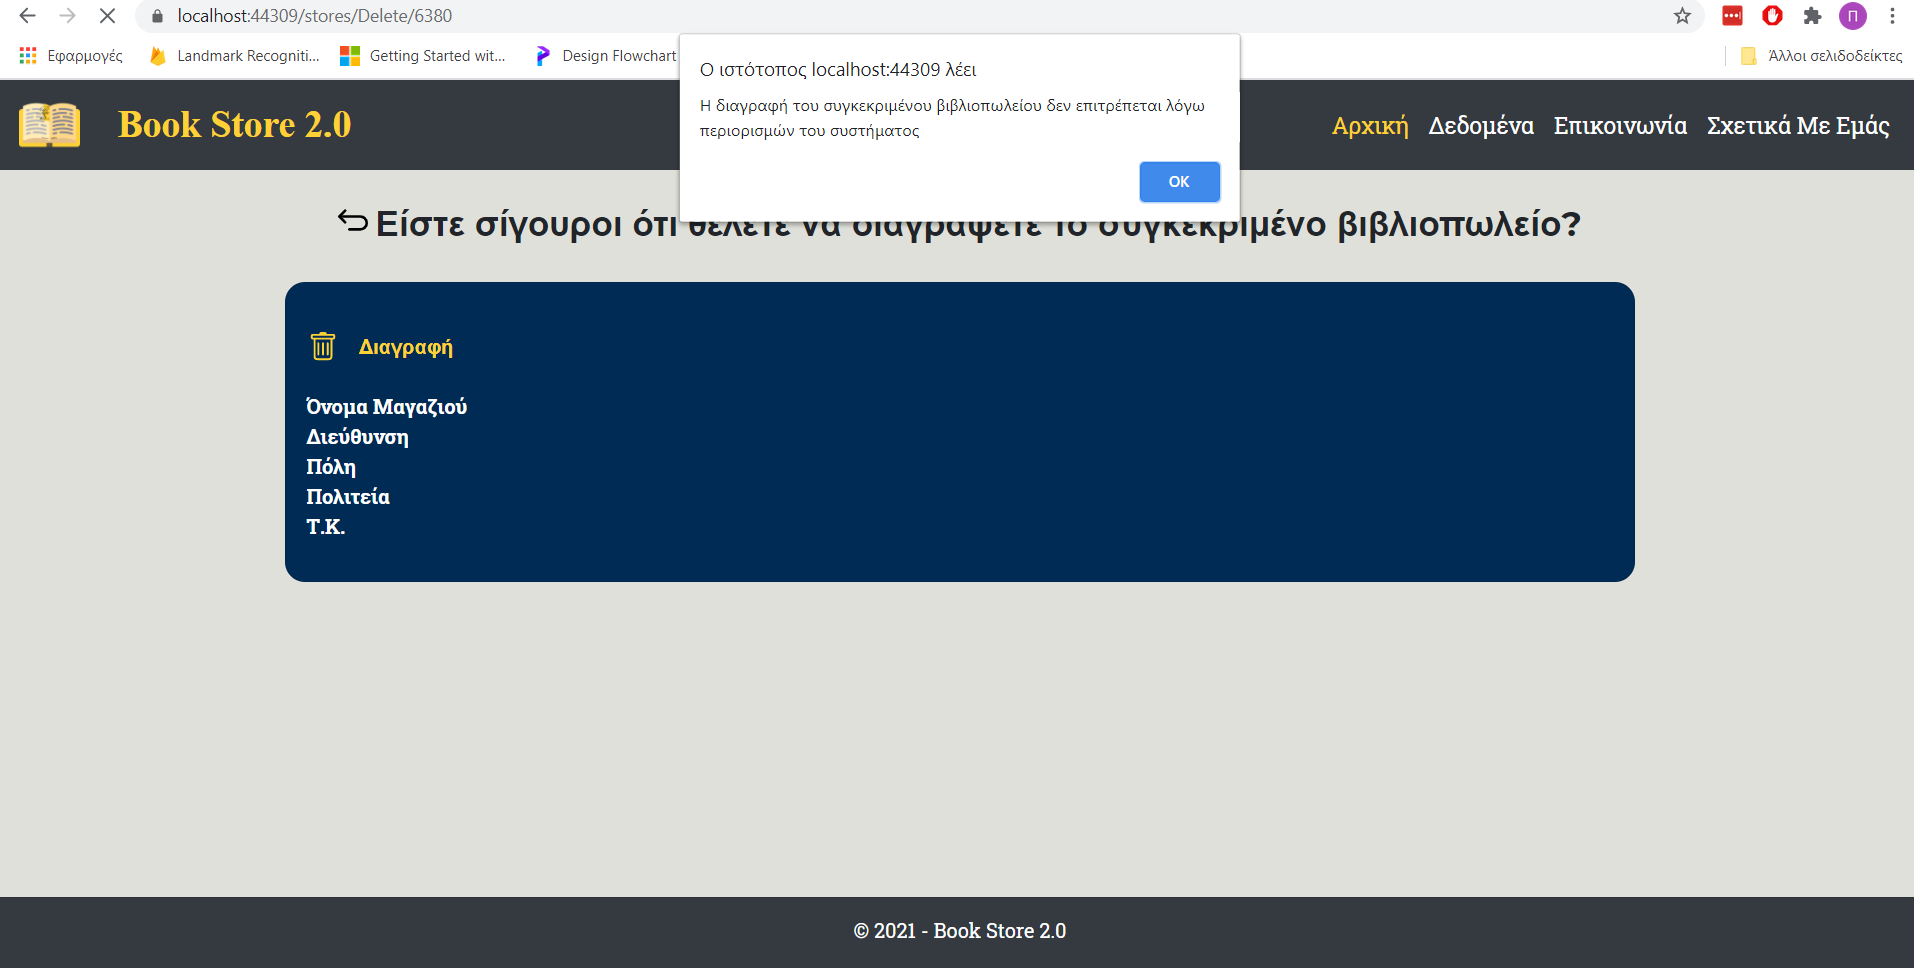 localhost:44309/stores/Delete/6380
Π
Εφαρμογές
Landmark Recogniti...
Getting Started wit...
Design Flowchart
Άλλοι σελιδοδείκτες
Ο ιστότοπος localhost:44309 λέει
Η διαγραφή του συγκεκριμένου βιβλιοπωλείου δεν επιτρέπεται λόγω
περιορισμών του συστήματος
OK
Book Store 2.0
Αρχική
Δεδομένα
Επικοινωνία
Σχετικά Με Εμάς
Είστε σίγουροι ότι θέλετε να διαγράψετε το συγκεκριμένο βιβλιοπωλείο?
Διαγραφή
Όνομα Μαγαζιού
Διεύθυνση
Πόλη
Πολιτεία
Τ.Κ.
© 2021 - Book Store 2.0